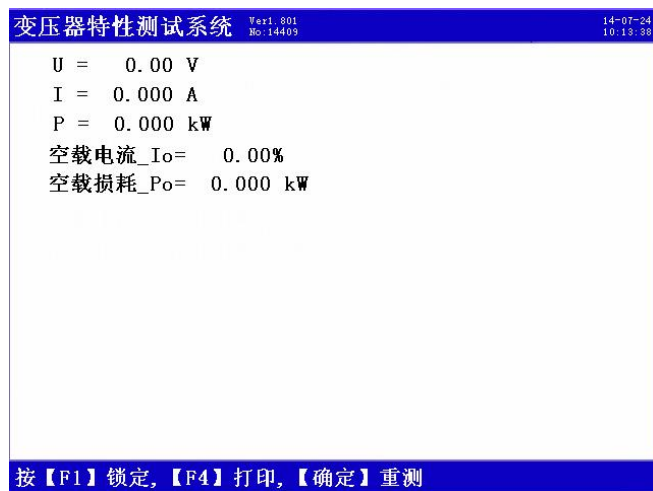 变压器特性测试系统 Ver1.801 No:14409 14-07-24 10:13:38
U = 0.00 V
I = 0.000 A
P = 0.000 kW
空载电流_Io= 0.00%
空载损耗_Po= 0.000 kW
按【F1】锁定,【F4】打印,【确定】重测